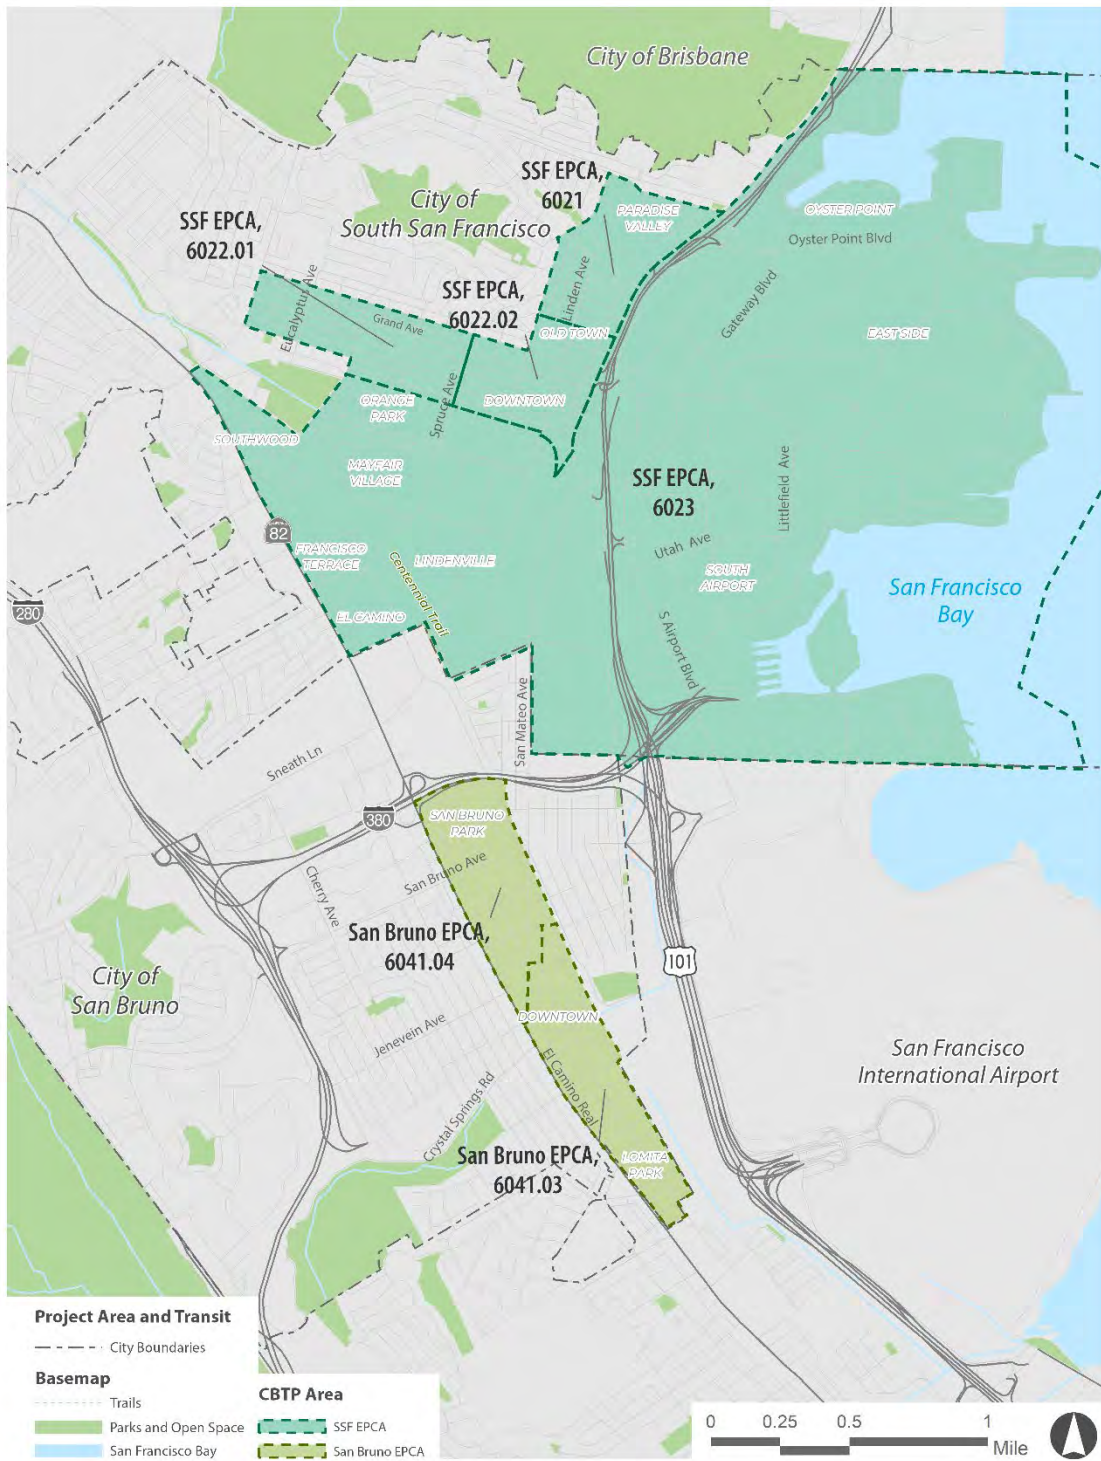 City of Brisbane
SSF EPCA,
6021
City of
South San Francisco
PARADISE
VALLEY
OYSTER POINT
Oyster Point Blvd
SSF EPCA,
6022.01
SSF EPCA,
6022.02
Eucalyptus Ave
Grand Ave
Linden Ave
OLD TOWN
Gateway Blvd
EAST SIDE
Spruce Ave
ORANGE
PARK
DOWNTOWN
SOUTHWOOD
MAYFAIR
VILLAGE
SSF EPCA,
6023
Littlefield Ave
82
FRANCISCO
TERRACE
LINDENVILLE
Centennial Trail
Utah Ave
SOUTH
AIRPORT
San Francisco
Bay
280
EL CAMINO
S Airport Blvd
San Mateo Ave
Sneath Ln
380
SAN BRUNO
PARK
San Bruno Ave
Cherry Ave
San Bruno EPCA,
6041.04
101
City of
San Bruno
DOWNTOWN
Jenevein Ave
El Camino Real
San Francisco
International Airport
Crystal Springs Rd
San Bruno EPCA,
6041.03
LOMITA
PARK
Project Area and Transit
City Boundaries
Basemap
Trails
Parks and Open Space
San Francisco Bay
CBTP Area
SSF EPCA
San Bruno EPCA
0 0.25 0.5 1
Mile